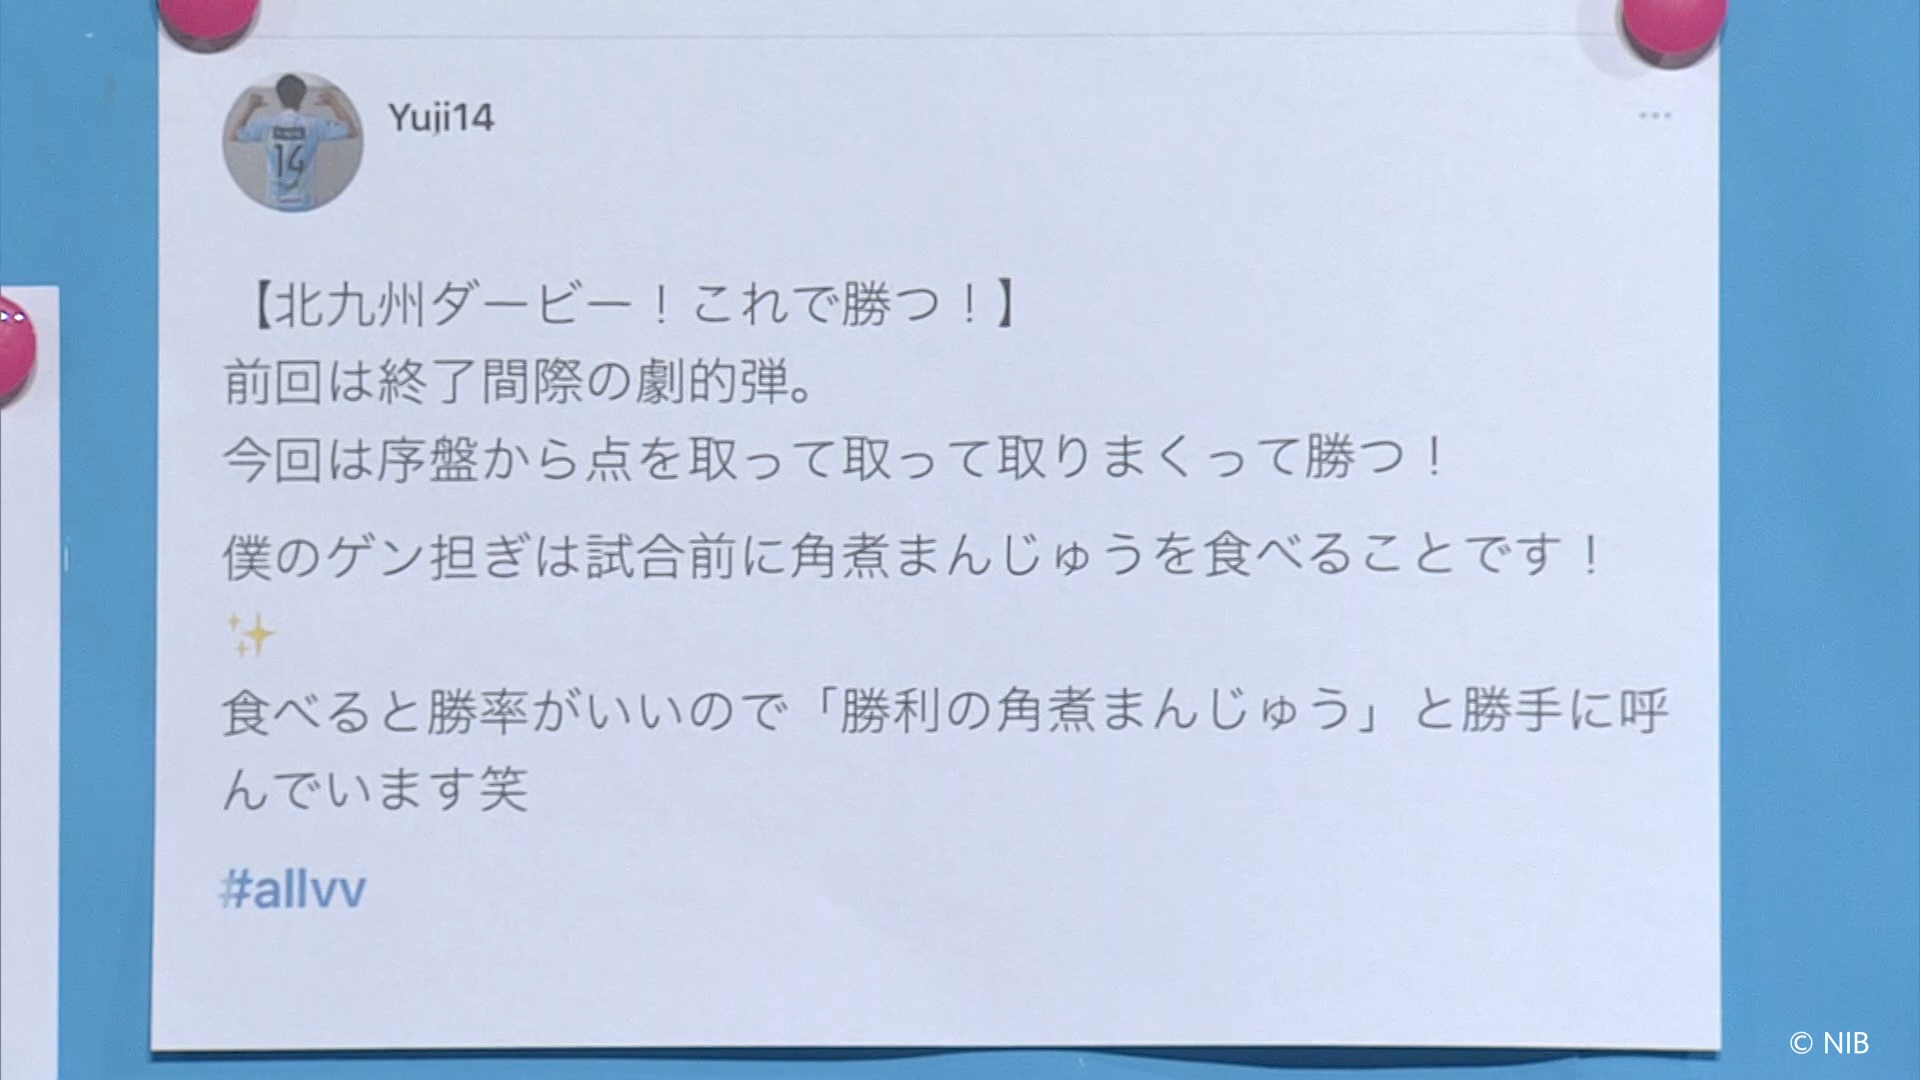 Yuji14
【北九州ダービー！これで勝つ！】
前回は終了間際の劇的弾。
今回は序盤から点を取って取って取りまくって勝つ！
僕のゲン担ぎは試合前に角煮まんじゅうを食べることです！
✨
食べると勝率がいいので「勝利の角煮まんじゅう」と勝手に呼
んでいます笑
#allvv
© NIB